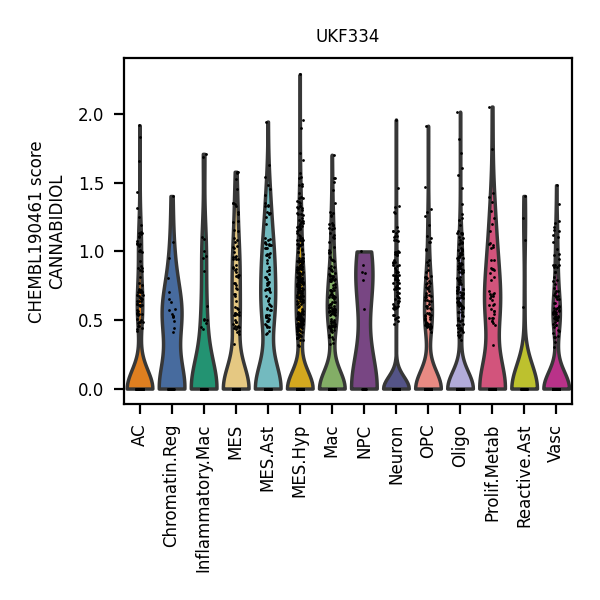 UKF334
CHEMBL190461 score
CANNABIDIOL
2.0
1.5
1.0
0.5
0.0
AC
Chromatin.Reg
Inflammatory.Mac
MES
MES.Ast
MES.Hyp
Mac
NPC
Neuron
OPC
Oligo
Prolif.Metab
Reactive.Ast
Vasc